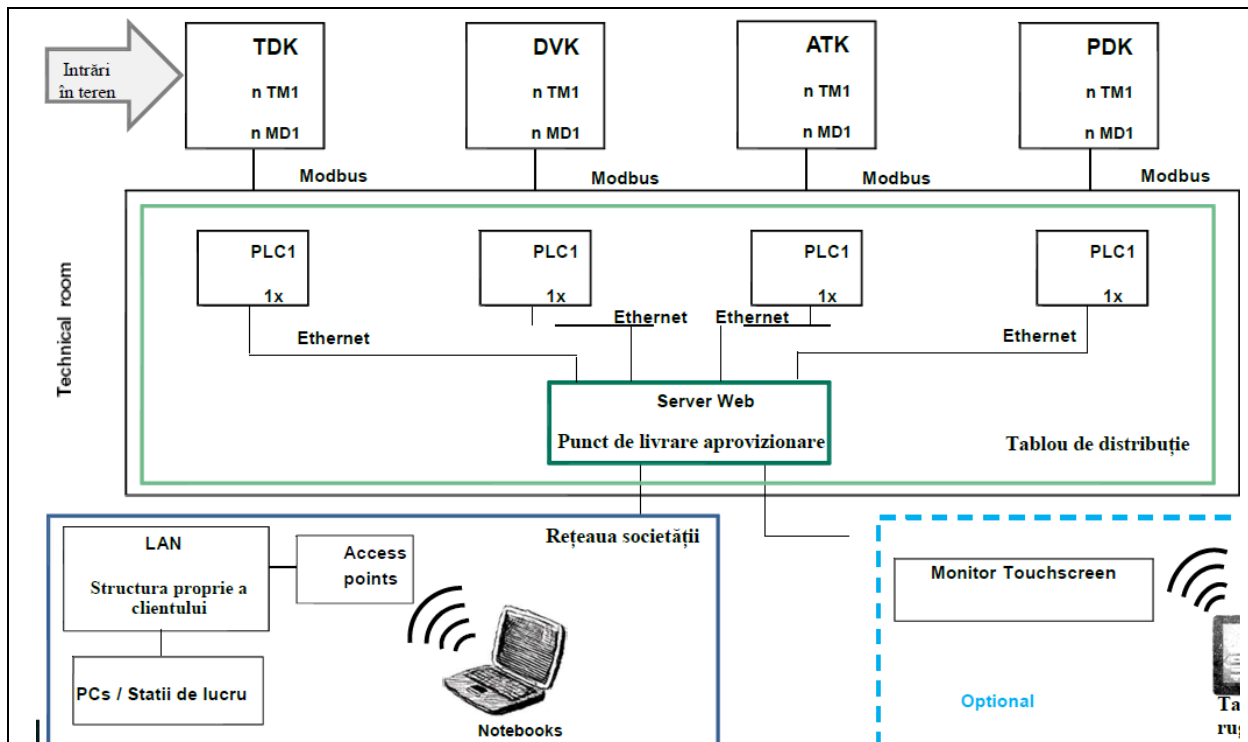 Intrări
în teren
TDK
n TM1
n MD1
DVK
n TM1
n MD1
ATK
n TM1
n MD1
PDK
n TM1
n MD1
Modbus
Modbus
Modbus
Modbus
Technical room
PLC1
1x
PLC1
1x
PLC1
1x
PLC1
1x
Ethernet
Ethernet
Ethernet
Ethernet
Server Web
Punct de livrare aprovizionare
Tablou de distribuție
Rețeaua societății
LAN
Structura proprie a
clientului
Access
points
PCs / Statii de lucru
Notebooks
Monitor Touchscreen
Optional